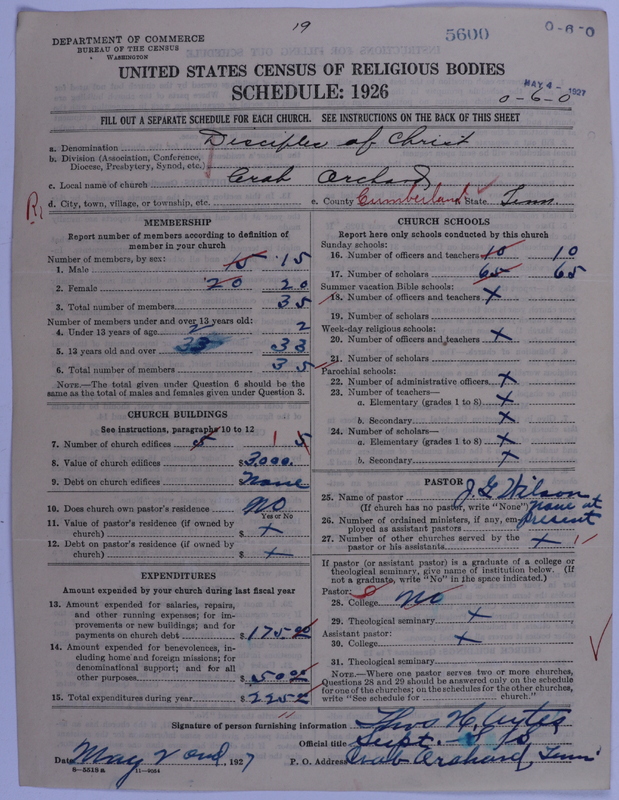 19
5600
0-6-0
DEPARTMENT OF COMMERCE
BUREAU OF THE CENSUS
WASHINGTON
UNITED STATES CENSUS OF RELIGIOUS BODIES
SCHEDULE: 1926
MAY 4 - 1927
0-6-0
FILL OUT A SEPARATE SCHEDULE FOR EACH CHURCH. SEE INSTRUCTIONS ON THE BACK OF THIS SHEET
a. Denomination Disciples of Christ
b. Division (Association, Conference, Diocese, Presbytery, Synod, etc.)
c. Local name of church Crab Orchard
d. City, town, village, or township, etc. e. County Cumberland State Tenn
MEMBERSHIP
Report number of members according to definition of
member in your church
Number of members, by sex:
1. Male 15 15
2. Female 20 20
3. Total number of members 35
Number of members under and over 13 years old:
4. Under 13 years of age 2 2
5. 13 years old and over 33 33
6. Total number of members 35
NOTE.—The total given under Question 6 should be the
same as the total of males and females given under Question 3.
CHURCH BUILDINGS
See instructions, paragraphs 10 to 12
7. Number of church edifices 5 1 5
8. Value of church edifices $3,000.
9. Debt on church edifices $None
10. Does church own pastor's residence No
Yes or No
11. Value of pastor's residence (if owned by
church) $ x
12. Debt on pastor's residence (if owned by
church) $ x
EXPENDITURES
Amount expended by your church during last fiscal year
13. Amount expended for salaries, repairs,
and other running expenses; for im-
provements or new buildings; and for
payments on church debt $175.00
14. Amount expended for benevolences, in-
cluding home and foreign missions; for
denominational support; and for all
other purposes $50.00
15. Total expenditures during year $225
CHURCH SCHOOLS
Report here only schools conducted by this church
Sunday schools:
16. Number of officers and teachers 10 10
17. Number of scholars 65 65
Summer vacation Bible schools:
18. Number of officers and teachers x
19. Number of scholars
Week-day religious schools:
20. Number of officers and teachers x
21. Number of scholars
Parochial schools:
22. Number of administrative officers x
23. Number of teachers—
a. Elementary (grades 1 to 8) x
b. Secondary x
24. Number of scholars—
a. Elementary (grades 1 to 8) x
b. Secondary x
PASTOR
25. Name of pastor J. G. Wilson
(If church has no pastor, write "None") none at
26. Number of ordained ministers, if any, em-
ployed as assistant pastors present
27. Number of other churches served by the
pastor or his assistants x
If pastor (or assistant pastor) is a graduate of a college or
theological seminary, give name of institution below. (If
not a graduate, write "No" in the space indicated.)
Pastor:
28. College No
29. Theological seminary x
Assistant pastor:
30. College x
31. Theological seminary
NOTE.—Where one pastor serves two or more churches,
Questions 28 and 29 should be answered only on the schedule
for one of the churches; on the schedules for the other churches,
write "See schedule for church."
Signature of person furnishing information Thos H.
Official title Supt. S
Date May 2nd, 1927 P. O. Address Crab Orchard, Tenn
6—5518a 11—9064